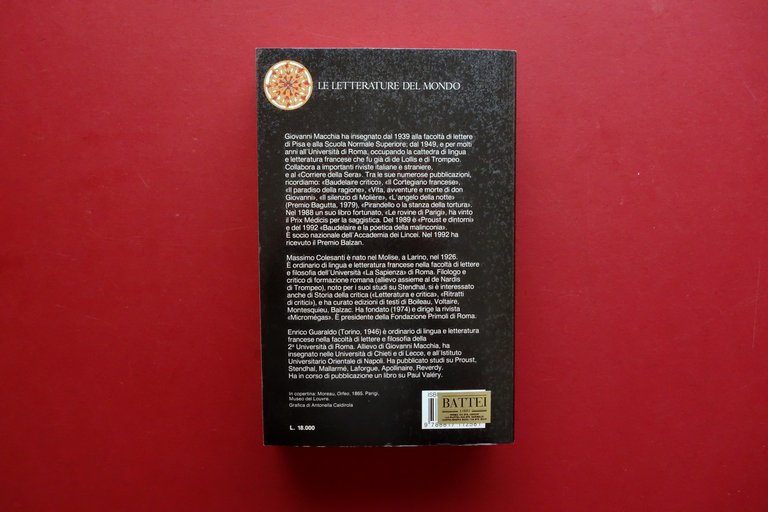 LE LETTERATURE DEL MONDO
Giovanni Macchia ha insegnato dal 1939 alla facoltà di lettere
di Pisa e alla Scuola Normale Superiore; dal 1949, e per molti
anni all'Università di Roma, occupando la cattedra di lingua
e letteratura francese che fu già di de Lollis e di Trompeo.
Collabora a importanti riviste italiane e straniere,
e al «Corriere della Sera». Tra le sue numerose pubblicazioni,
ricordiamo: «Baudelaire critico», «Il Cortegiano francese»,
«Il paradiso della ragione», «Vita, avventure e morte di don
Giovanni», «Il silenzio di Molière», «L'angelo della notte»
(Premio Bagutta, 1979), «Pirandello o la stanza della tortura».
Nel 1988 un suo libro fortunato, «Le rovine di Parigi», ha vinto
il Prix Médicis per la saggistica. Del 1989 è «Proust e dintorni»
e del 1992 «Baudelaire e la poetica della malinconia».
È socio nazionale dell'Accademia dei Lincei. Nel 1992 ha
ricevuto il Premio Balzan.
Massimo Colesanti è nato nel Molise, a Larino, nel 1926.
È ordinario di lingua e letteratura francese nella facoltà di lettere
e filosofia dell'Università «La Sapienza» di Roma. Filologo e
critico di formazione romana (allievo assieme al de Nardis
di Trompeo), noto per i suoi studi su Stendhal, si è interessato
anche di Storia della critica («Letteratura e critica», «Ritratti
di critici»), e ha curato edizioni di testi di Boileau, Voltaire,
Montesquieu, Balzac. Ha fondato (1974) e dirige la rivista
«Micromégas». È presidente della Fondazione Primoli di Roma.
Enrico Guaraldo (Torino, 1946) è ordinario di lingua e letteratura
francese nella facoltà di lettere e filosofia della
2ª Università di Roma. Allievo di Giovanni Macchia, ha
insegnato nelle Università di Chieti e di Lecce, e all'Istituto
Universitario Orientale di Napoli. Ha pubblicato studi su Proust,
Stendhal, Mallarmé, Laforgue, Apollinaire, Reverdy.
Ha in corso di pubblicazione un libro su Paul Valéry.
In copertina: Moreau, Orfeo, 1865. Parigi,
Museo del Louvre.
Grafica di Antonella Caldirola
L. 18.000
ISB
BATTEI
9 788817 112567